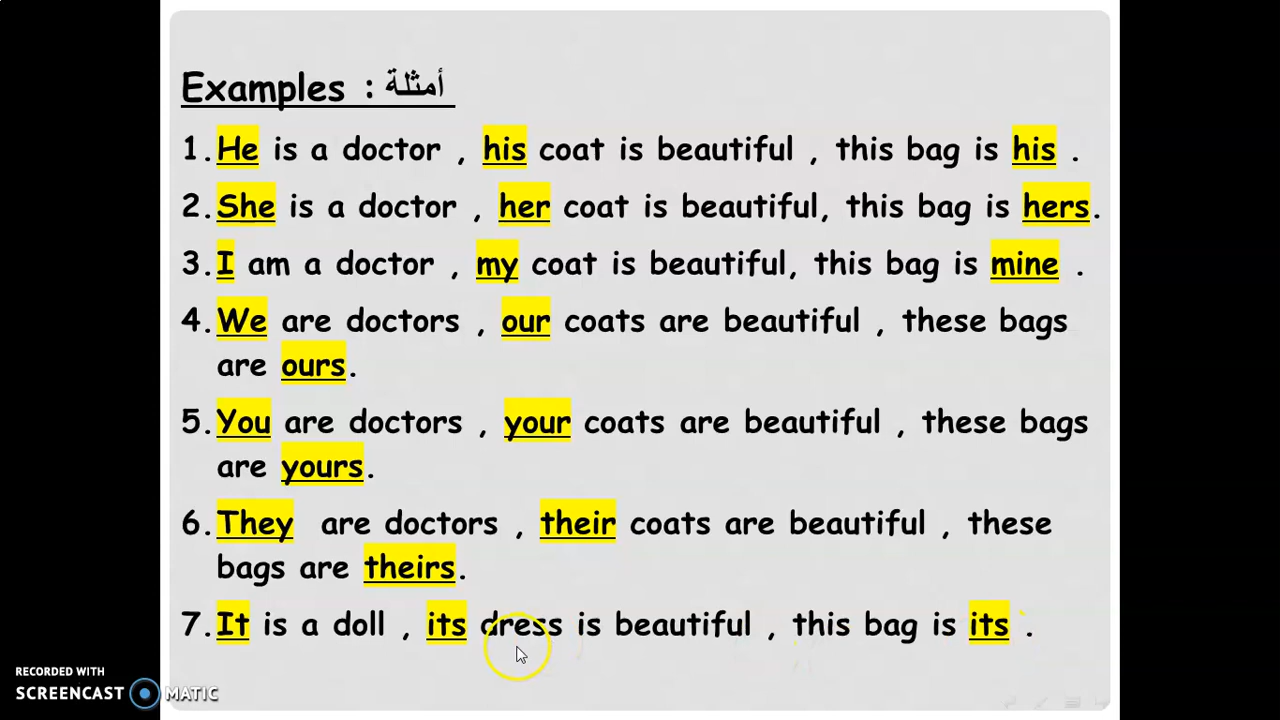 Examples : أمثلة
1. He is a doctor , his coat is beautiful , this bag is his .
2. She is a doctor , her coat is beautiful, this bag is hers.
3. I am a doctor , my coat is beautiful, this bag is mine .
4. We are doctors , our coats are beautiful , these bags
are ours.
5. You are doctors , your coats are beautiful , these bags
are yours.
6. They are doctors , their coats are beautiful , these
bags are theirs.
7. It is a doll , its dress is beautiful , this bag is its .
RECORDED WITH
SCREENCAST MATIC